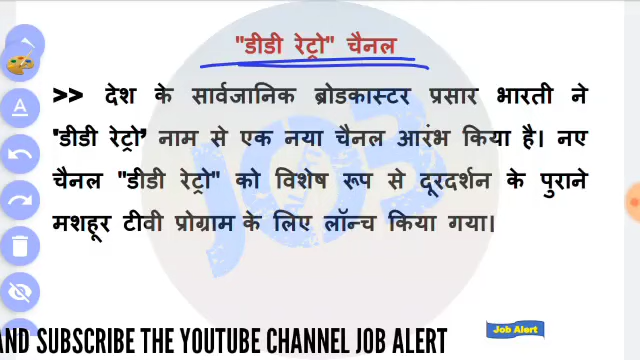 "डीडी रेट्रो" चैनल
>> देश के सार्वजानिक ब्रोडकास्टर प्रसार भारती ने
'डीडी रेट्रो' नाम से एक नया चैनल आरंभ किया है। नए
चैनल "डीडी रेट्रो" को विशेष रूप से दूरदर्शन के पुराने
मशहूर टीवी प्रोग्राम के लिए लॉन्च किया गया।
JOB
Job Alert
AND SUBSCRIBE THE YOUTUBE CHANNEL JOB ALERT